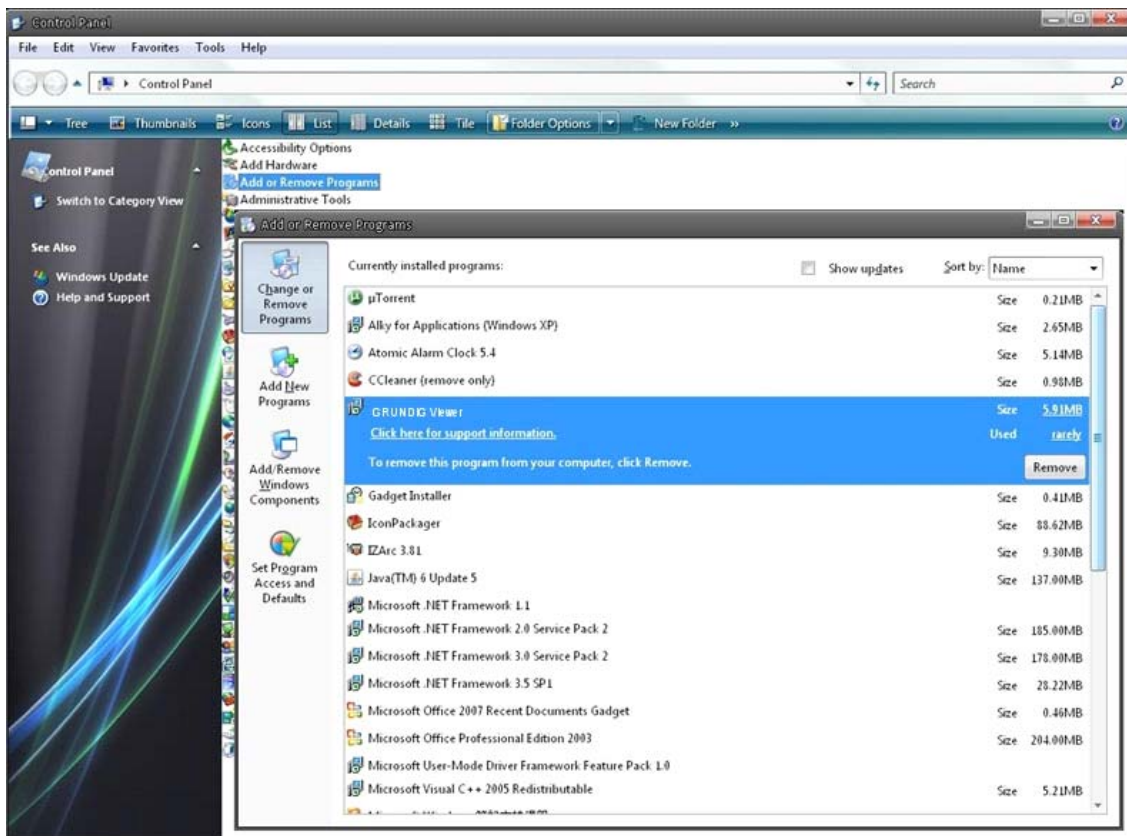 Control Panel
File Edit View Favorites Tools Help
Control Panel
Search
Tree Thumbnails Icons List Details Tile Folder Options New Folder »
ontrol Panel
Switch to Category View
See Also
Windows Update
Help and Support
Accessibility Options
Add Hardware
Add or Remove Programs
Administrative Tools
Add or Remove Programs
Change or
Remove
Programs
Add New
Programs
Add/Remove
Windows
Components
Set Program
Access and
Defaults
Currently installed programs: Show updates Sort by: Name
µTorrent Size 0.21MB
Alky for Applications (Windows XP) Size 2.65MB
Atomic Alarm Clock 5.4 Size 5.14MB
CCleaner (remove only) Size 0.98MB
GRUNDIG Viewer Size 5.91MB
Click here for support information. Used rarely
To remove this program from your computer, click Remove. Remove
Gadget Installer Size 0.41MB
IconPackager Size 88.62MB
IZArc 3.81 Size 9.30MB
Java(TM) 6 Update 5 Size 137.00MB
Microsoft .NET Framework 1.1
Microsoft .NET Framework 2.0 Service Pack 2 Size 185.00MB
Microsoft .NET Framework 3.0 Service Pack 2 Size 178.00MB
Microsoft .NET Framework 3.5 SP1 Size 28.22MB
Microsoft Office 2007 Recent Documents Gadget Size 0.46MB
Microsoft Office Professional Edition 2003 Size 204.00MB
Microsoft User-Mode Driver Framework Feature Pack 1.0
Microsoft Visual C++ 2005 Redistributable Size 5.21MB